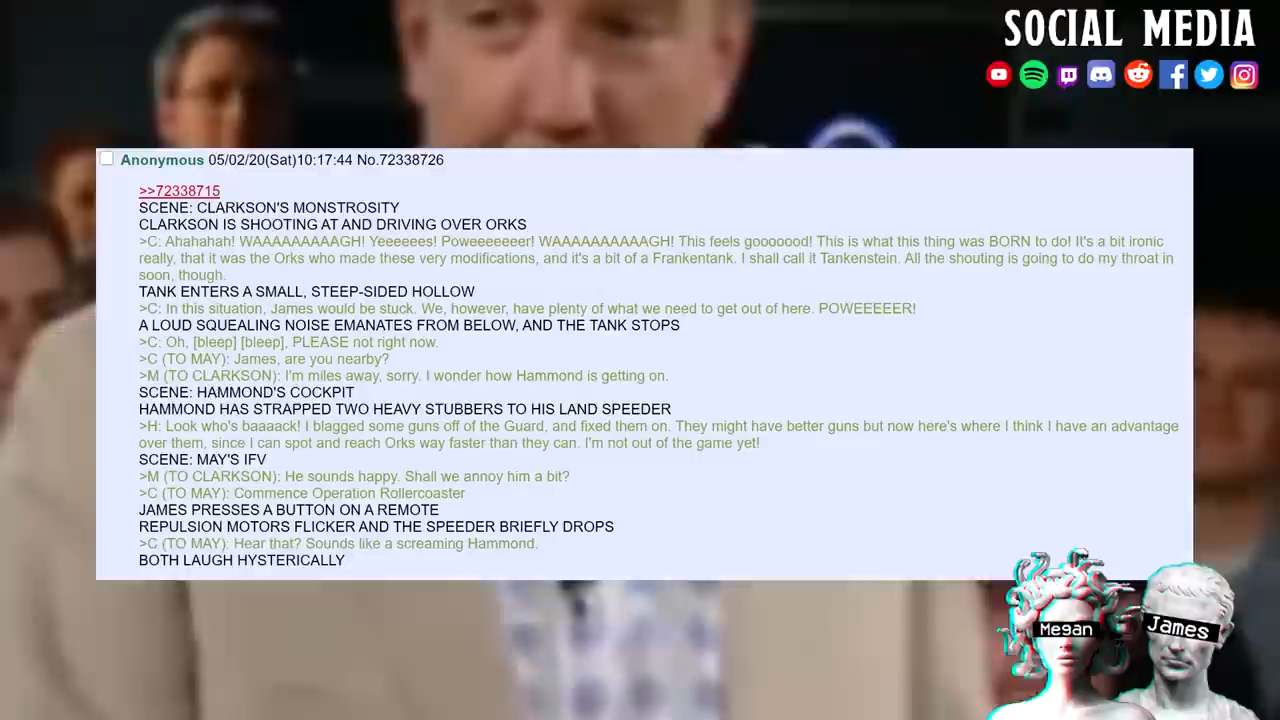 SOCIAL MEDIA
Anonymous 05/02/20(Sat)10:17:44 No.72338726
>>72338715
SCENE: CLARKSON'S MONSTROSITY
CLARKSON IS SHOOTING AT AND DRIVING OVER ORKS
>C: Ahahahah! WAAAAAAAAAGH! Yeeeeees! Poweeeeeeer! WAAAAAAAAAAGH! This feels gooooood! This is what this thing was BORN to do! It's a bit ironic
really, that it was the Orks who made these very modifications, and it's a bit of a Frankentank. I shall call it Tankenstein. All the shouting is going to do my throat in
soon, though.
TANK ENTERS A SMALL, STEEP-SIDED HOLLOW
>C: In this situation, James would be stuck. We, however, have plenty of what we need to get out of here. POWEEEEER!
A LOUD SQUEALING NOISE EMANATES FROM BELOW, AND THE TANK STOPS
>C: Oh, [bleep] [bleep], PLEASE not right now.
>C (TO MAY): James, are you nearby?
>M (TO CLARKSON): I'm miles away, sorry. I wonder how Hammond is getting on.
SCENE: HAMMOND'S COCKPIT
HAMMOND HAS STRAPPED TWO HEAVY STUBBERS TO HIS LAND SPEEDER
>H: Look who's baaaack! I blagged some guns off of the Guard, and fixed them on. They might have better guns but now here's where I think I have an advantage
over them, since I can spot and reach Orks way faster than they can. I'm not out of the game yet!
SCENE: MAY'S IFV
>M (TO CLARKSON): He sounds happy. Shall we annoy him a bit?
>C (TO MAY): Commence Operation Rollercoaster
JAMES PRESSES A BUTTON ON A REMOTE
REPULSION MOTORS FLICKER AND THE SPEEDER BRIEFLY DROPS
>C (TO MAY): Hear that? Sounds like a screaming Hammond.
BOTH LAUGH HYSTERICALLY
Megan
James